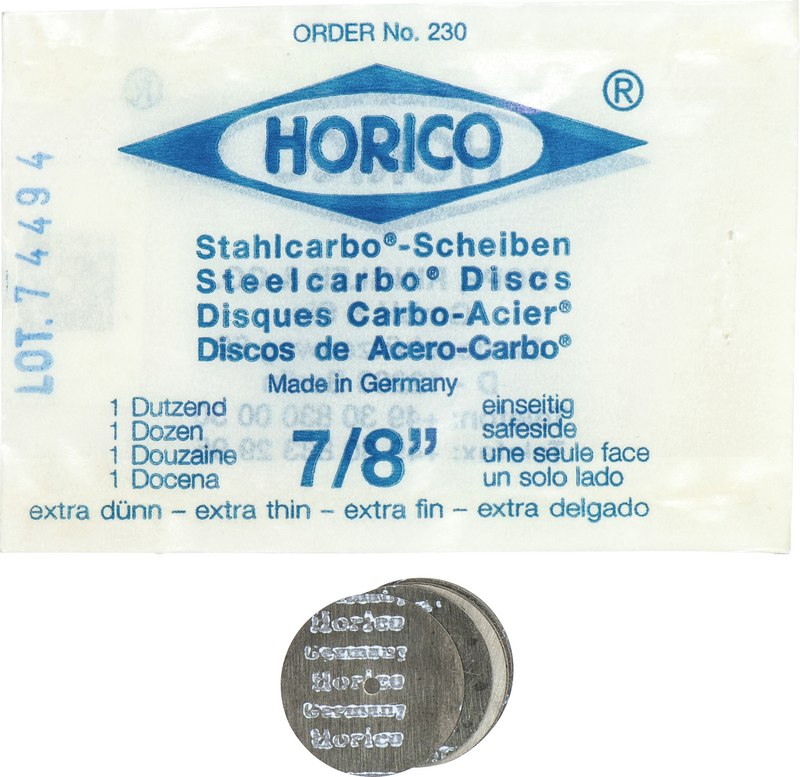 ORDER No. 230
HORICO
®
LOT. 74494
Stahlcarbo®-Scheiben
Steelcarbo® Discs
Disques Carbo-Acier®
Discos de Acero-Carbo®
Made in Germany
1 Dutzend
1 Dozen
1 Douzaine
1 Docena
7/8”
einseitig
safeside
une seule face
un solo lado
extra dünn – extra thin – extra fin – extra delgado
Horico
Germany
Horico
Germany
Horico